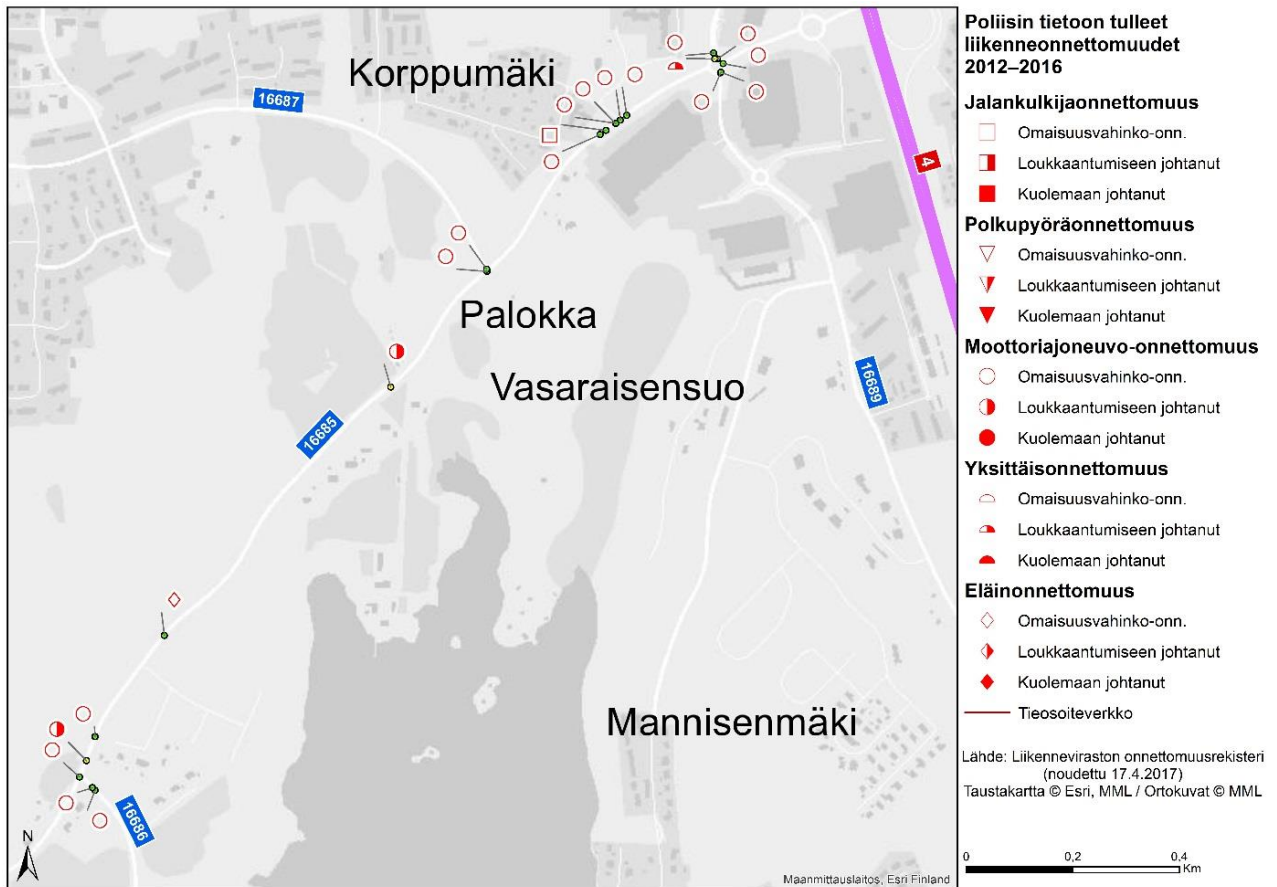 Korppumäki
16687
4
Palokka
Vasaraisensuo
16685
16689
Mannisenmäki
16686
N
Maanmittauslaitos, Esri Finland
Poliisin tietoon tulleet
liikenneonnettomuudet
2012–2016
Jalankulkijaonnettomuus
Omaisuusvahinko-onn.
Loukkaantumiseen johtanut
Kuolemaan johtanut
Polkupyöräonnettomuus
Omaisuusvahinko-onn.
Loukkaantumiseen johtanut
Kuolemaan johtanut
Moottoriajoneuvo-onnettomuus
Omaisuusvahinko-onn.
Loukkaantumiseen johtanut
Kuolemaan johtanut
Yksittäisonnettomuus
Omaisuusvahinko-onn.
Loukkaantumiseen johtanut
Kuolemaan johtanut
Eläinonnettomuus
Omaisuusvahinko-onn.
Loukkaantumiseen johtanut
Kuolemaan johtanut
Tieosoiteverkko
Lähde: Liikenneviraston onnettomuusrekisteri
(noudettu 17.4.2017)
Taustakartta © Esri, MML / Ortokuvat © MML
0 0,2 0,4
Km